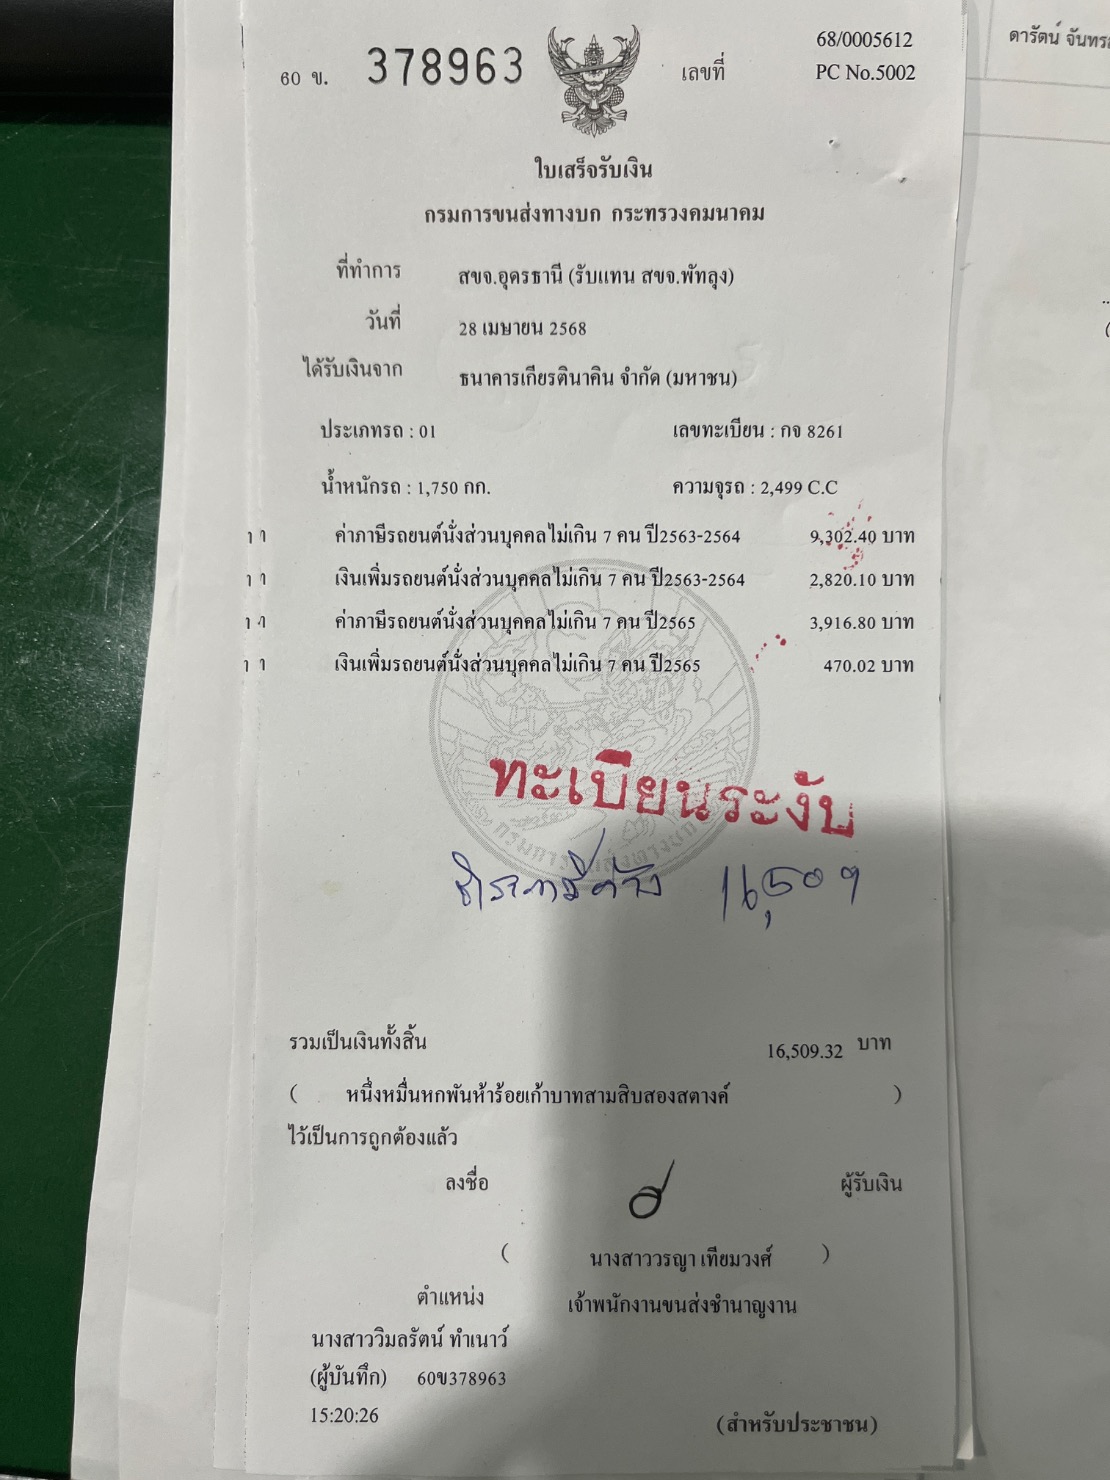 ดารัตน์ จันทร
68/0005612
60 ข. 378963 เลขที่ PC No.5002
ใบเสร็จรับเงิน
กรมการขนส่งทางบก กระทรวงคมนาคม
ที่ทำการ สขจ.อุดรธานี (รับแทน สขจ.พัทลุง)
วันที่ 28 เมษายน 2568
ได้รับเงินจาก ธนาคารเกียรตินาคิน จำกัด (มหาชน)
ประเภทรถ : 01 เลขทะเบียน : กจ 8261
น้ำหนักรถ : 1,750 กก. ความจุรถ : 2,499 C.C
ค่าภาษีรถยนต์นั่งส่วนบุคคลไม่เกิน 7 คน ปี2563-2564 9,302.40 บาท
เงินเพิ่มรถยนต์นั่งส่วนบุคคลไม่เกิน 7 คน ปี2563-2564 2,820.10 บาท
ค่าภาษีรถยนต์นั่งส่วนบุคคลไม่เกิน 7 คน ปี2565 3,916.80 บาท
เงินเพิ่มรถยนต์นั่งส่วนบุคคลไม่เกิน 7 คน ปี2565 470.02 บาท
ทะเบียนระงับ
กรมการขนส่งทางบก
ชำระภาษีค้าง 16,509
รวมเป็นเงินทั้งสิ้น 16,509.32 บาท
( หนึ่งหมื่นหกพันห้าร้อยเก้าบาทสามสิบสองสตางค์ )
ไว้เป็นการถูกต้องแล้ว
ลงชื่อ ผู้รับเงิน
( นางสาววรญา เทียมวงศ์ )
ตำแหน่ง เจ้าพนักงานขนส่งชำนาญงาน
นางสาววิมลรัตน์ ทำเนาว์
(ผู้บันทึก) 60ข378963
15:20:26
(สำหรับประชาชน)